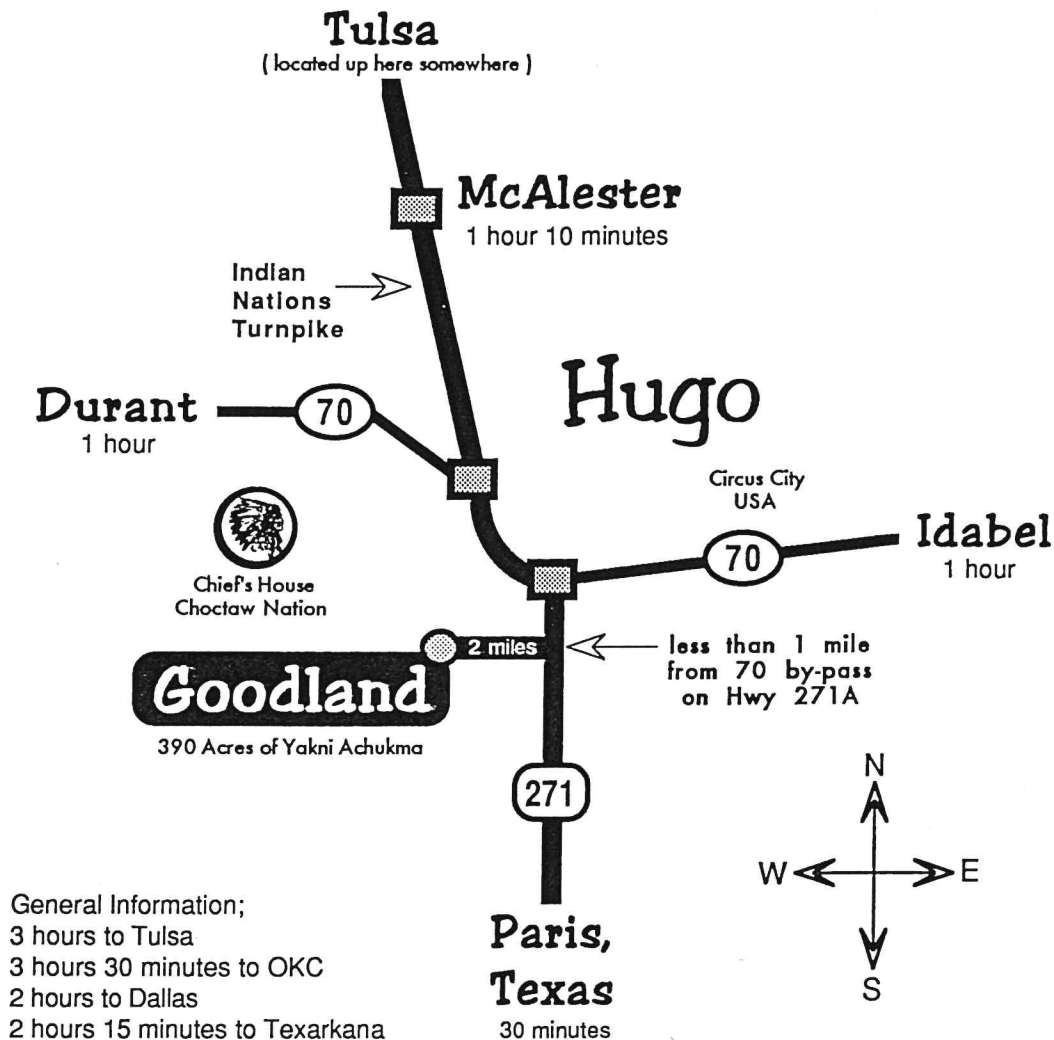 Tulsa
( located up here somewhere )
McAlester
1 hour 10 minutes
Indian
Nations
Turnpike
Hugo
Durant
1 hour
70
Circus City
USA
Idabel
1 hour
70
Chief's House
Choctaw Nation
2 miles
less than 1 mile
from 70 by-pass
on Hwy 271A
Goodland
390 Acres of Yakni Achukma
271
N
W
E
S
General Information;
3 hours to Tulsa
3 hours 30 minutes to OKC
2 hours to Dallas
2 hours 15 minutes to Texarkana
Paris,
Texas
30 minutes